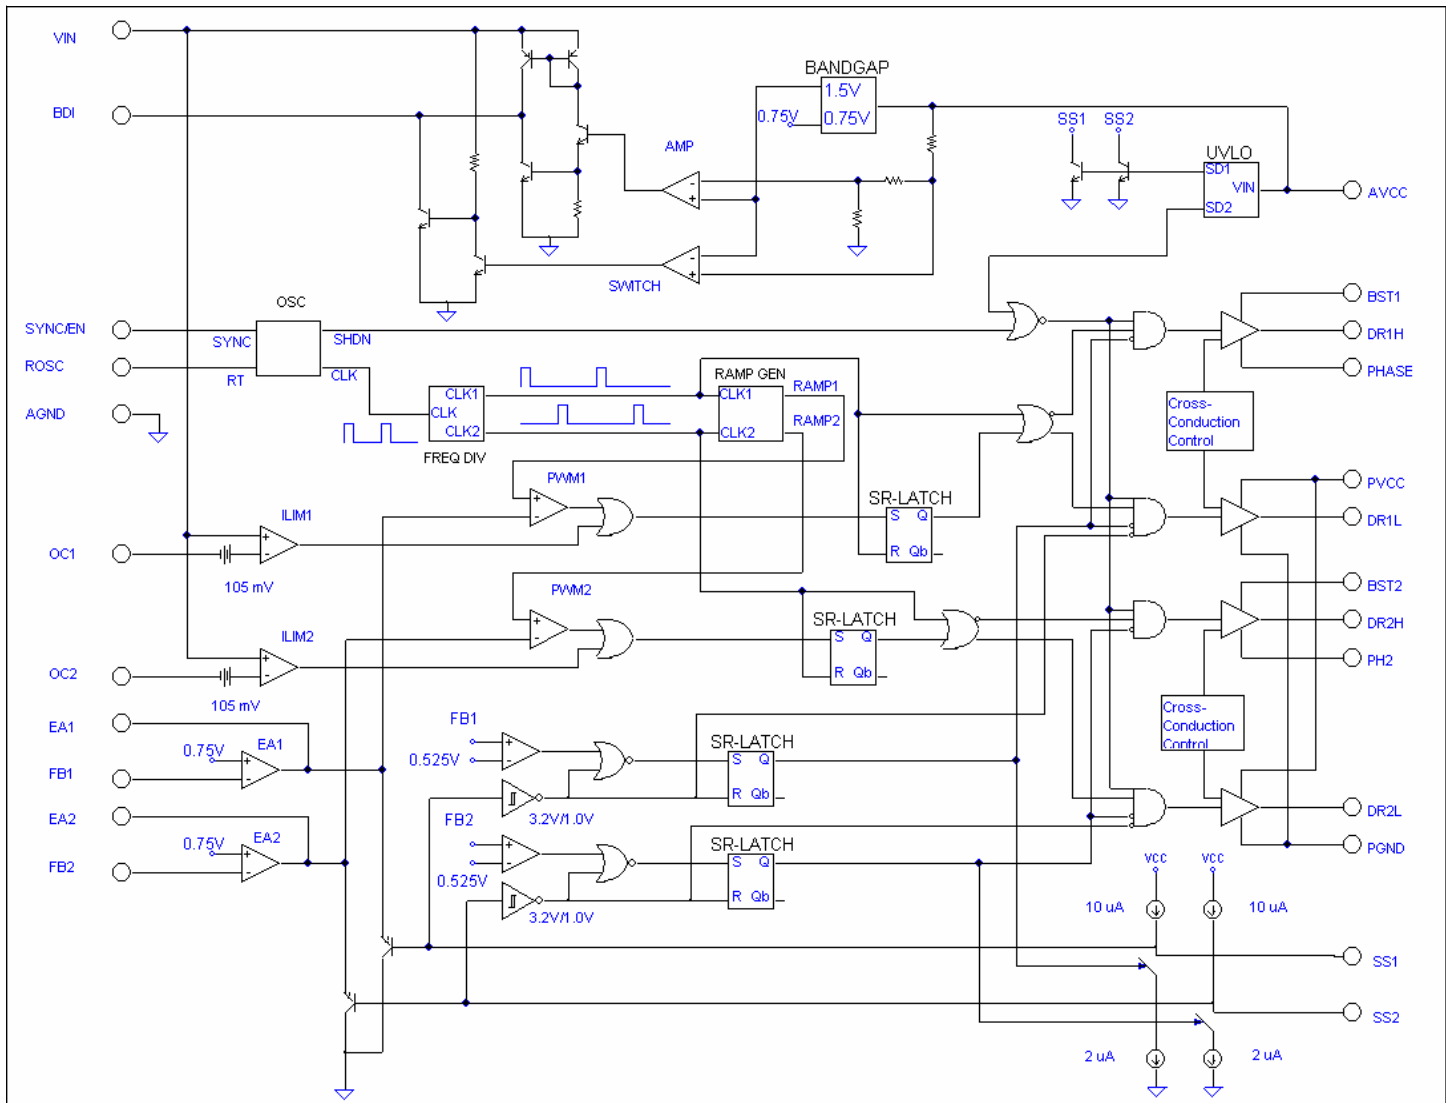 VIN
BDI
BANDGAP
1.5V
0.75V
0.75V
AMP
SS1
SS2
UVLO
SD1
VIN
SD2
AVCC
SWITCH
OSC
SYNC/EN
SYNC
SHDN
ROSC
RT
CLK
AGND
BST1
DR1H
PHASE
RAMP GEN
CLK1
CLK2
RAMP1
RAMP2
CLK1
CLK
CLK2
FREQ DIV
Cross-
Conduction
Control
PWM1
SR-LATCH
S Q
R Qb
PVCC
DR1L
ILIM1
OC1
105 mV
PWM2
SR-LATCH
S Q
R Qb
BST2
DR2H
PH2
ILIM2
OC2
105 mV
EA1
0.75V
EA1
FB1
EA2
0.75V
EA2
FB2
FB1
0.525V
3.2V/1.0V
SR-LATCH
S Q
R Qb
FB2
0.525V
3.2V/1.0V
SR-LATCH
S Q
R Qb
Cross-
Conduction
Control
DR2L
PGND
VCC
VCC
10 uA
10 uA
SS1
SS2
2 uA
2 uA